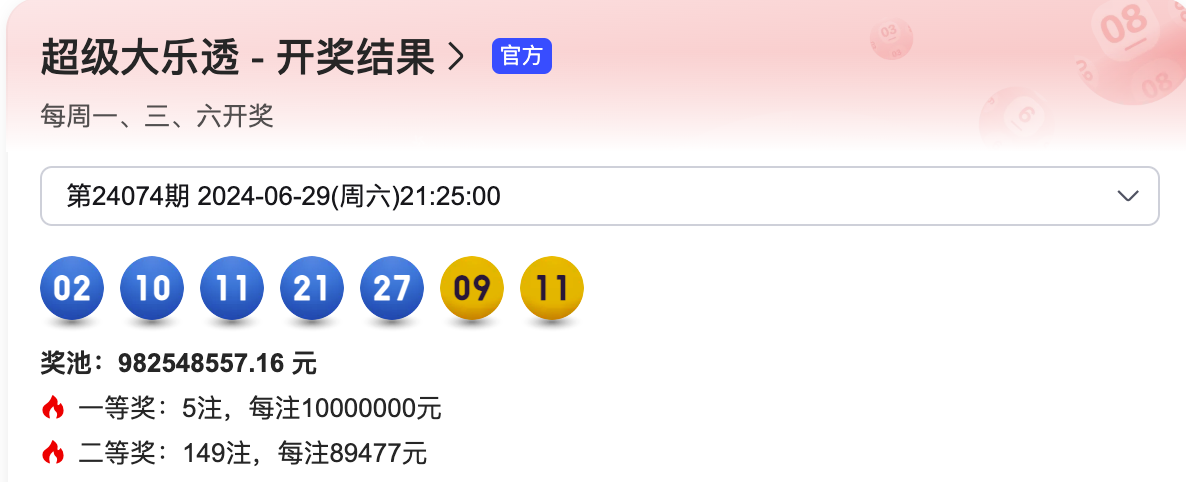 超级大乐透 - 开奖结果 官方
每周一、三、六开奖
第24074期 2024-06-29(周六)21:25:00
02 10 11 21 27 09 11
奖池：982548557.16 元
一等奖：5注，每注10000000元
二等奖：149注，每注89477元
03
08
08
6